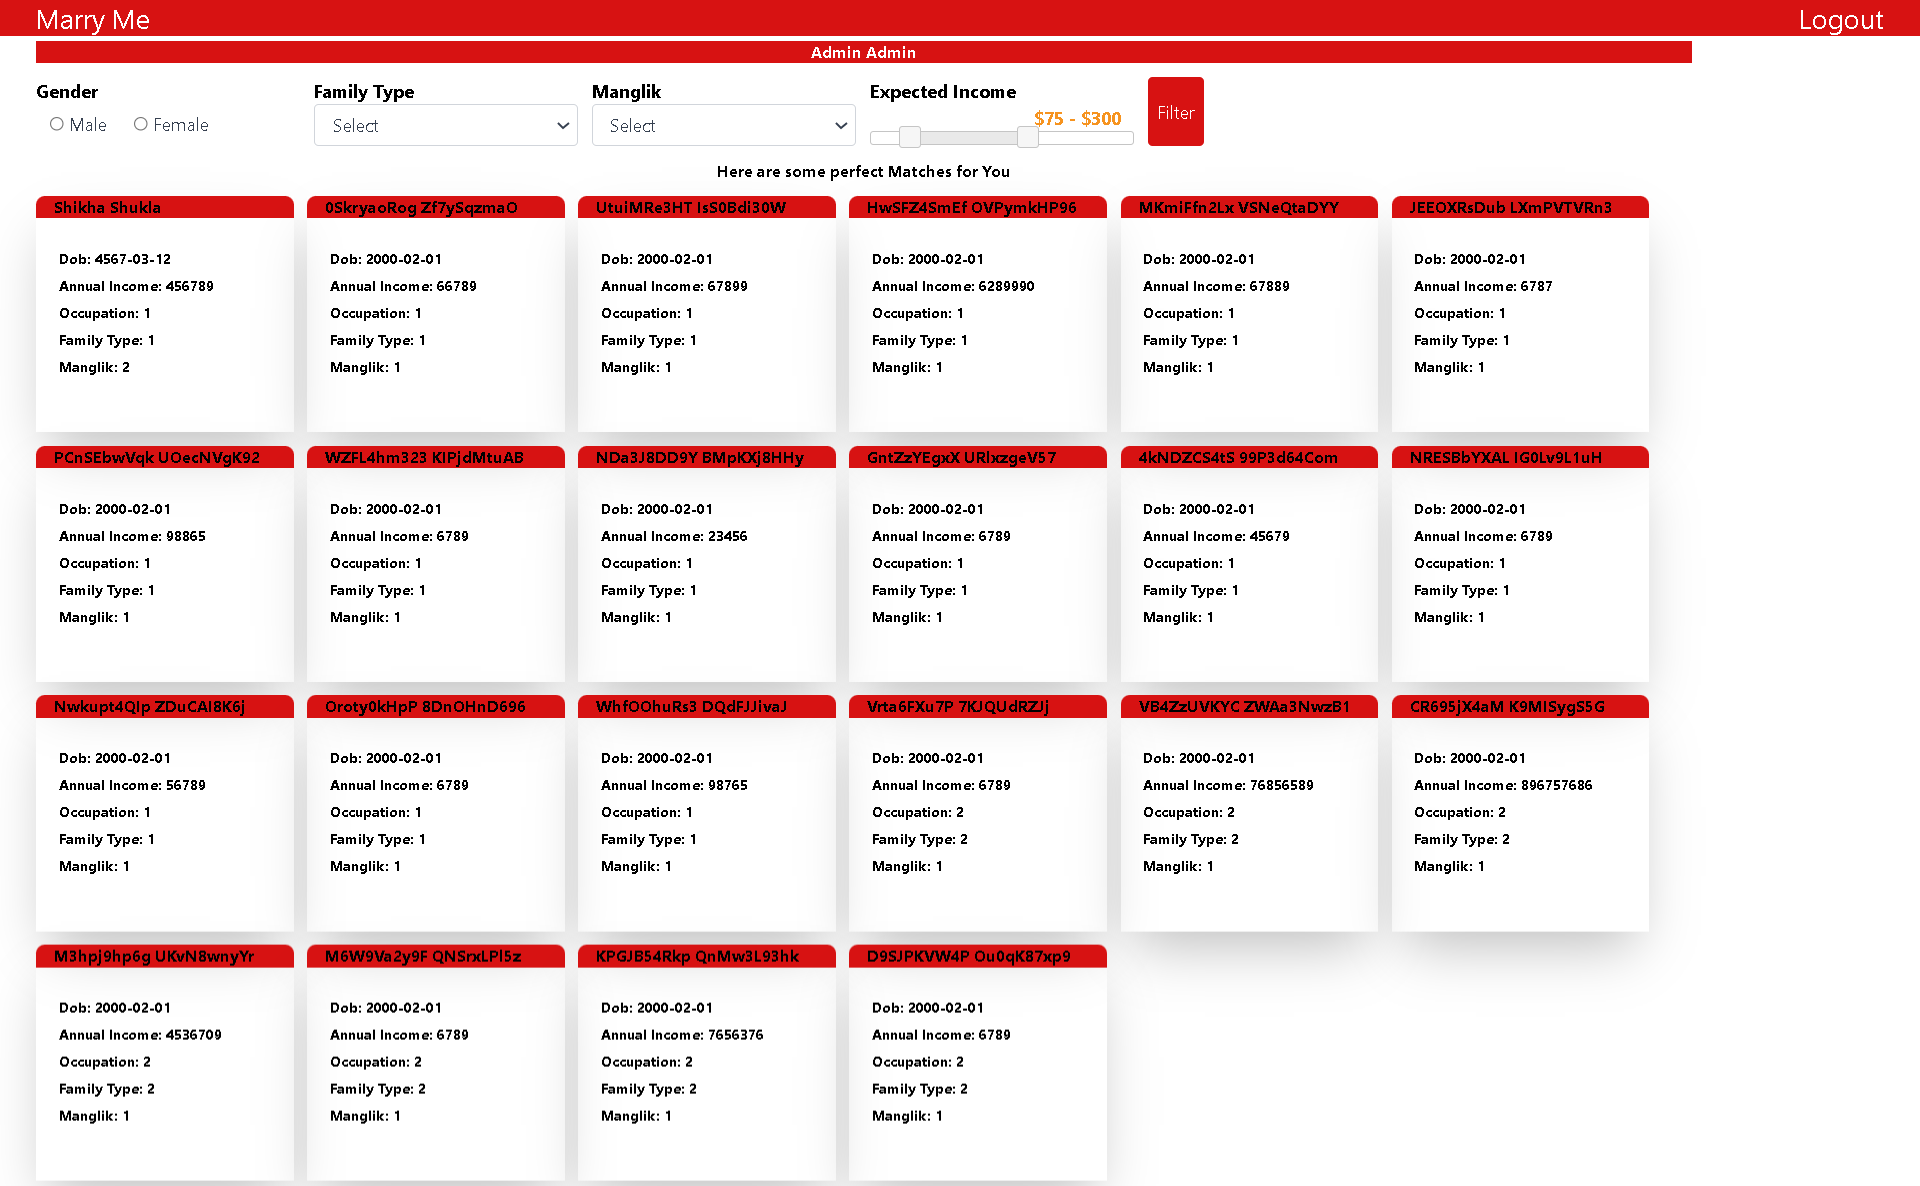 Marry Me
Logout
Admin Admin
Gender
Family Type
Manglik
Expected Income
Male
Female
Select
Select
$75 - $300
Filter
Here are some perfect Matches for You
Shikha Shukla
Dob: 4567-03-12
Annual Income: 456789
Occupation: 1
Family Type: 1
Manglik: 2
0SkryaoRog Zf7ySqzmaO
Dob: 2000-02-01
Annual Income: 66789
Occupation: 1
Family Type: 1
Manglik: 1
UtuiMRe3HT IsS0Bdi30W
Dob: 2000-02-01
Annual Income: 67899
Occupation: 1
Family Type: 1
Manglik: 1
HwSFZ4SmEf OVPymkHP96
Dob: 2000-02-01
Annual Income: 6289990
Occupation: 1
Family Type: 1
Manglik: 1
MKmiFfn2Lx VSNeQtaDYY
Dob: 2000-02-01
Annual Income: 67889
Occupation: 1
Family Type: 1
Manglik: 1
JEEOXRsDub LXmPVTVRn3
Dob: 2000-02-01
Annual Income: 6787
Occupation: 1
Family Type: 1
Manglik: 1
PCnSEbwVqk UOecNVgK92
Dob: 2000-02-01
Annual Income: 98865
Occupation: 1
Family Type: 1
Manglik: 1
WZFL4hm323 KIPjdMtuAB
Dob: 2000-02-01
Annual Income: 6789
Occupation: 1
Family Type: 1
Manglik: 1
NDa3J8DD9Y BMpKXj8HHy
Dob: 2000-02-01
Annual Income: 23456
Occupation: 1
Family Type: 1
Manglik: 1
GntZzYEgxX URIxzgeV57
Dob: 2000-02-01
Annual Income: 6789
Occupation: 1
Family Type: 1
Manglik: 1
4kNDZCS4tS 99P3d64Com
Dob: 2000-02-01
Annual Income: 45679
Occupation: 1
Family Type: 1
Manglik: 1
NRESBbYXAL IG0Lv9L1uH
Dob: 2000-02-01
Annual Income: 6789
Occupation: 1
Family Type: 1
Manglik: 1
Nwkupt4QIp ZDuCAI8K6j
Dob: 2000-02-01
Annual Income: 56789
Occupation: 1
Family Type: 1
Manglik: 1
Oroty0kHpP 8DnOHnD696
Dob: 2000-02-01
Annual Income: 6789
Occupation: 1
Family Type: 1
Manglik: 1
WhfOOhuRs3 DQdFJJivaJ
Dob: 2000-02-01
Annual Income: 98765
Occupation: 1
Family Type: 1
Manglik: 1
Vrta6FXu7P 7KJQUdRZJj
Dob: 2000-02-01
Annual Income: 6789
Occupation: 2
Family Type: 2
Manglik: 1
VB4ZzUVKYC ZWAa3NwzB1
Dob: 2000-02-01
Annual Income: 76856589
Occupation: 2
Family Type: 2
Manglik: 1
CR695jX4aM K9MISygS5G
Dob: 2000-02-01
Annual Income: 896757686
Occupation: 2
Family Type: 2
Manglik: 1
M3hpj9hp6g UKvN8wnyYr
Dob: 2000-02-01
Annual Income: 4536709
Occupation: 2
Family Type: 2
Manglik: 1
M6W9Va2y9F QNSrxLPl5z
Dob: 2000-02-01
Annual Income: 6789
Occupation: 2
Family Type: 2
Manglik: 1
KPGJB54Rkp QnMw3L93hk
Dob: 2000-02-01
Annual Income: 7656376
Occupation: 2
Family Type: 2
Manglik: 1
D9SJPKVW4P Ou0qK87xp9
Dob: 2000-02-01
Annual Income: 6789
Occupation: 2
Family Type: 2
Manglik: 1